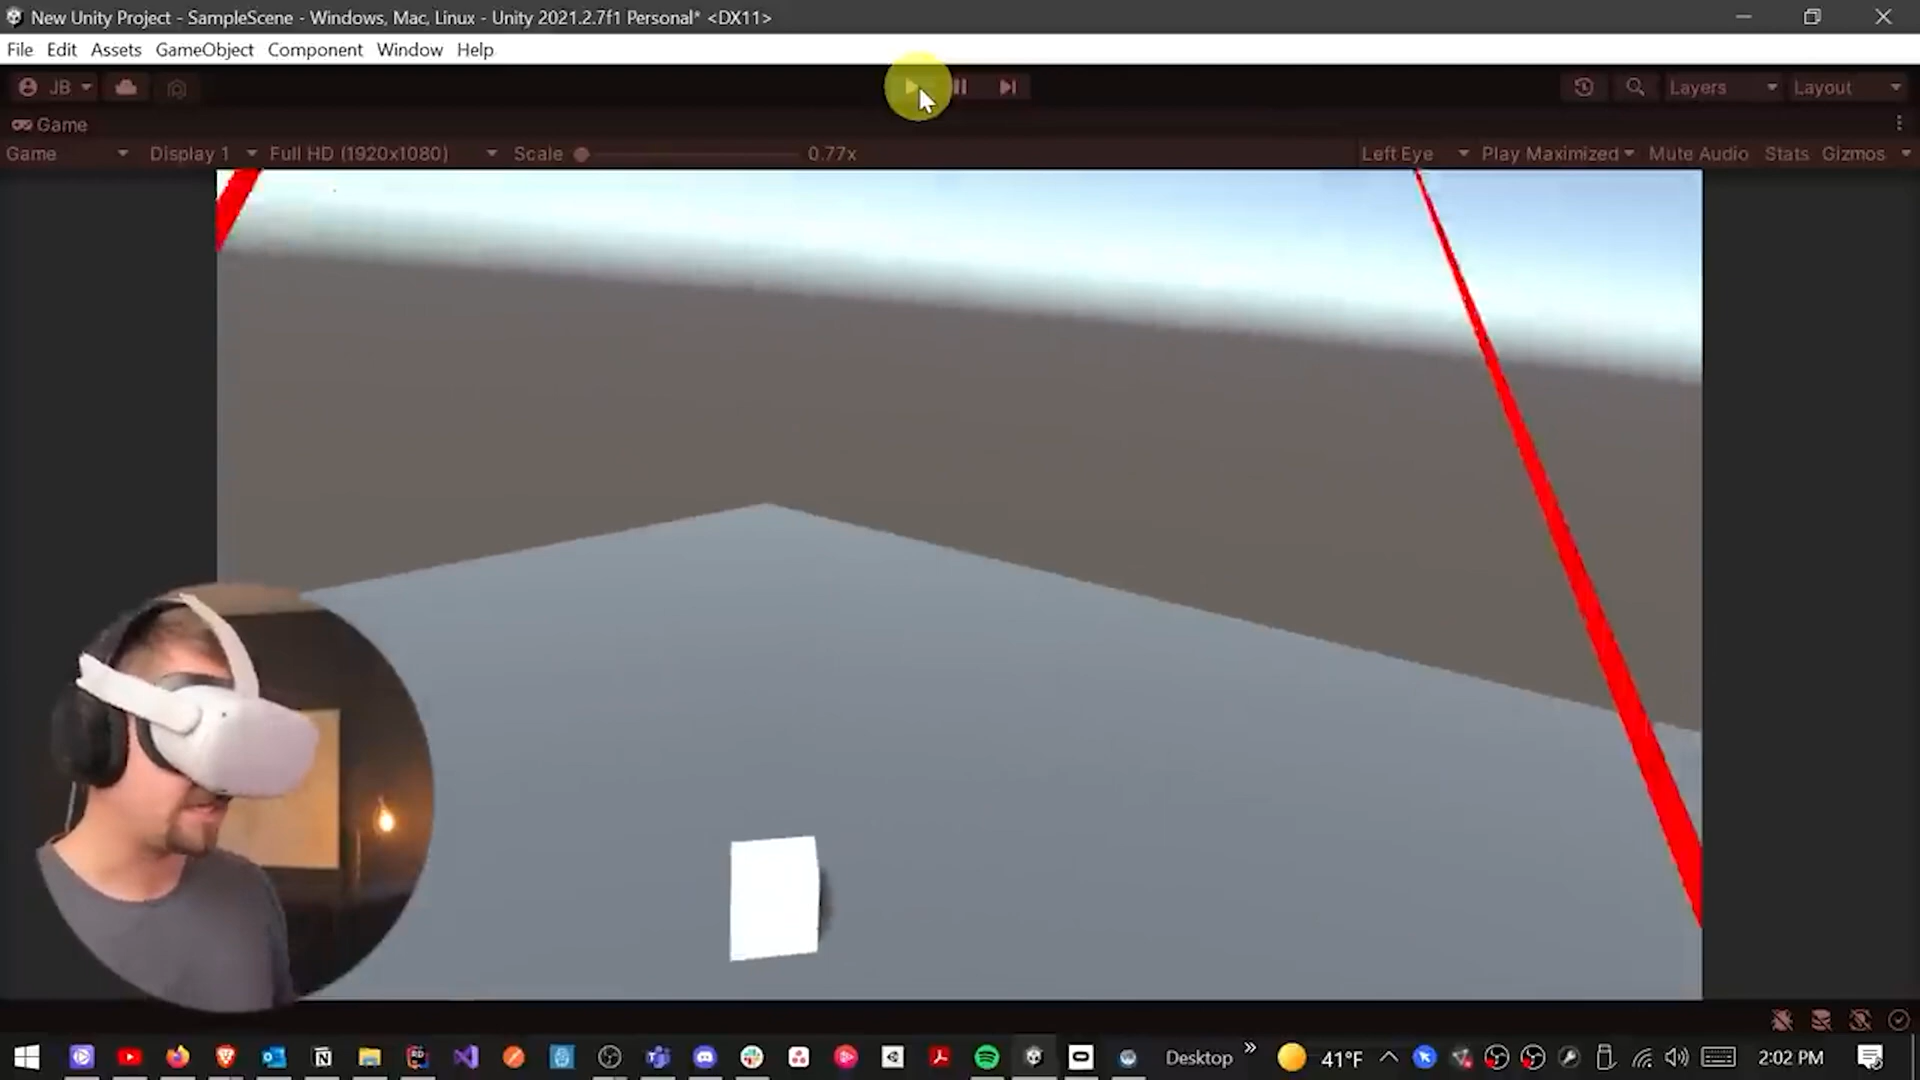 New Unity Project - SampleScene - Windows, Mac, Linux - Unity 2021.2.7f1 Personal* <DX11>
File Edit Assets GameObject Component Window Help
JB Layers Layout
Game
Game Display 1 Full HD (1920x1080) Scale 0.77x Left Eye Play Maximized Mute Audio Stats Gizmos
Desktop 41°F 2:02 PM